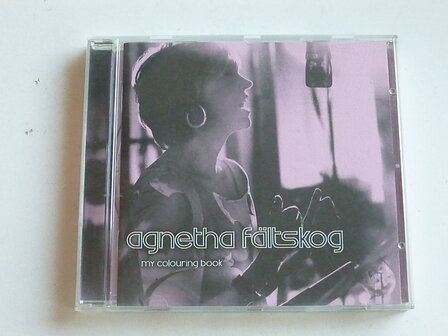 agnetha fältskog
my colouring book